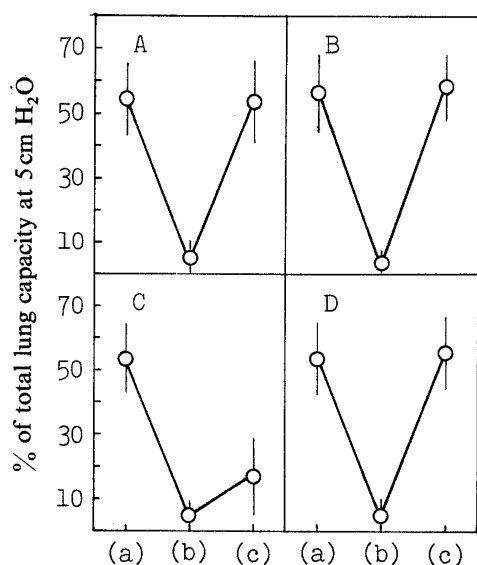 % of total lung capacity at 5 cm H₂O
A
B
70
50
30
10
C
D
70
50
30
10
(a) (b) (c) (a) (b) (c)